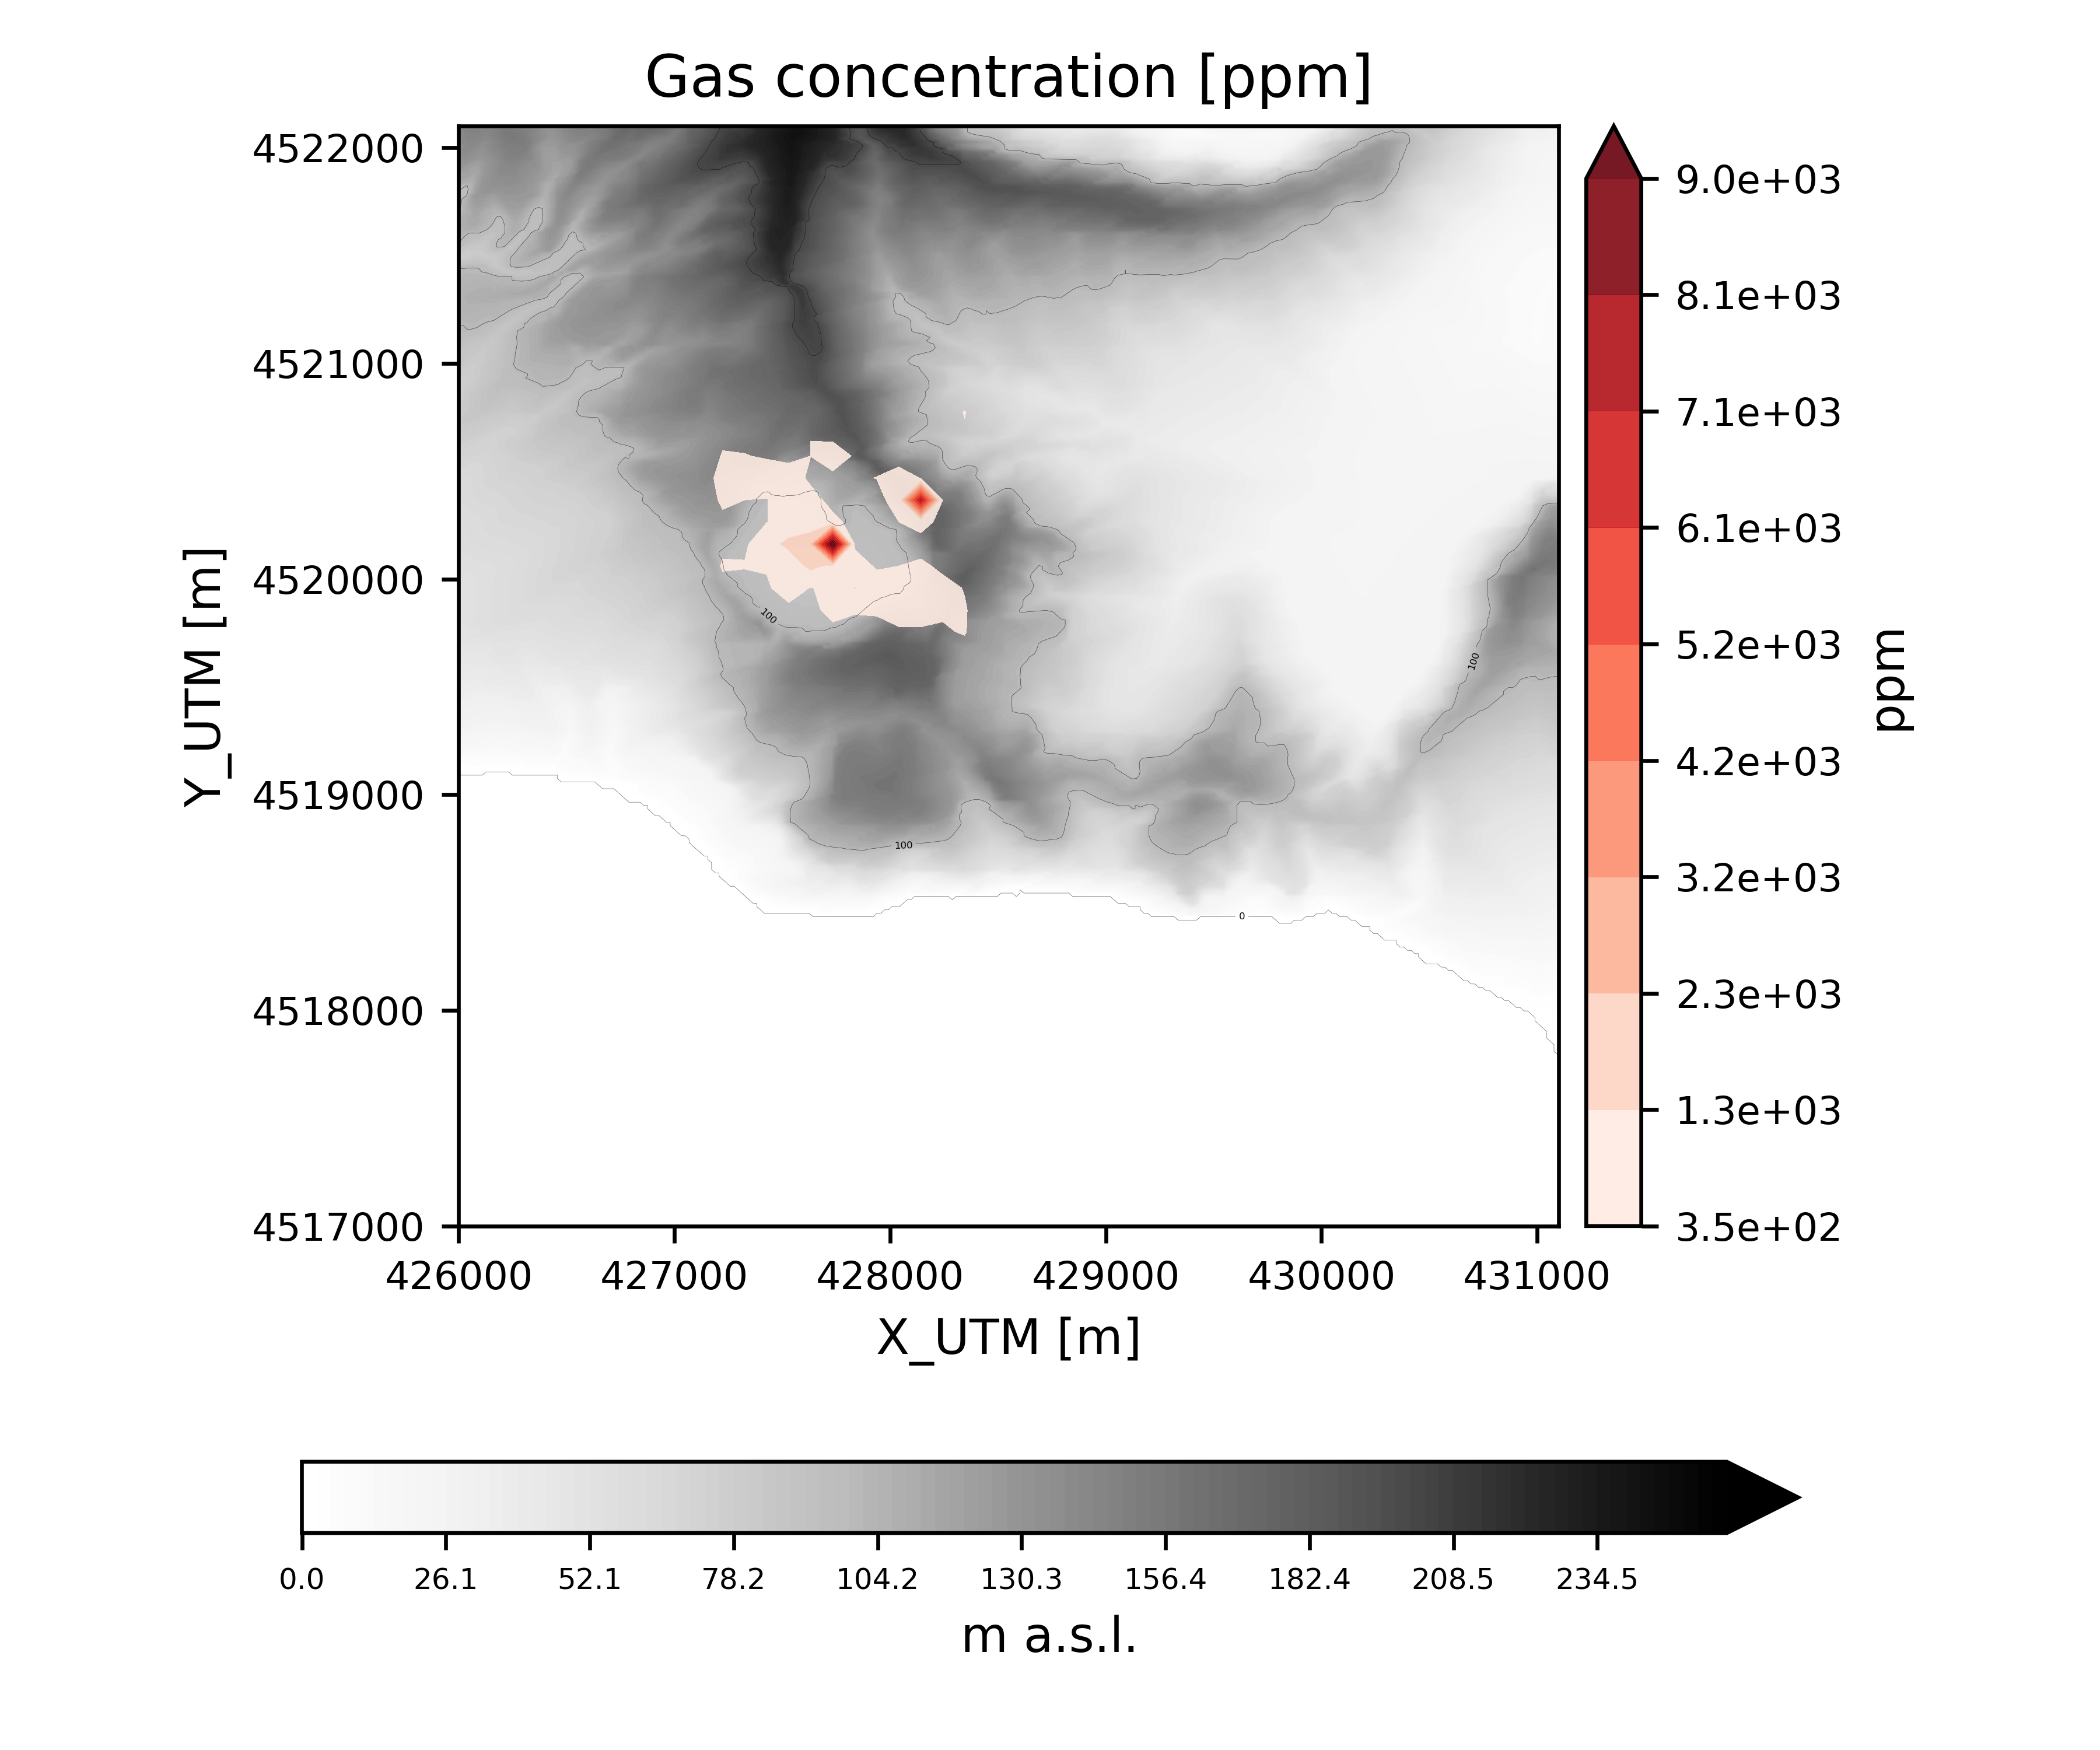 Gas concentration [ppm]
4522000
4521000
4520000
4519000
4518000
4517000
Y_UTM [m]
100
100
100
0
426000 427000 428000 429000 430000 431000
X_UTM [m]
9.0e+03
8.1e+03
7.1e+03
6.1e+03
5.2e+03
4.2e+03
3.2e+03
2.3e+03
1.3e+03
3.5e+02
ppm
0.0 26.1 52.1 78.2 104.2 130.3 156.4 182.4 208.5 234.5
m a.s.l.